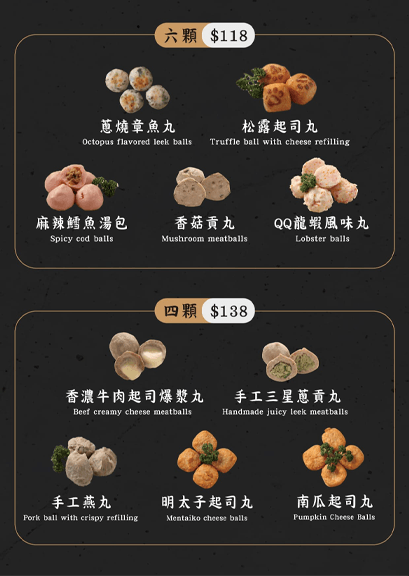 六顆 $118
蔥燒章魚丸
Octopus flavored leek balls
松露起司丸
Truffle ball with cheese refilling
麻辣鱈魚湯包
Spicy cod balls
香菇貢丸
Mushroom meatballs
QQ龍蝦風味丸
Lobster balls
四顆 $138
香濃牛肉起司爆漿丸
Beef creamy cheese meatballs
手工三星蔥貢丸
Handmade juicy leek meatballs
手工燕丸
Pork ball with crispy refilling
明太子起司丸
Mentaiko cheese balls
南瓜起司丸
Pumpkin Cheese Balls